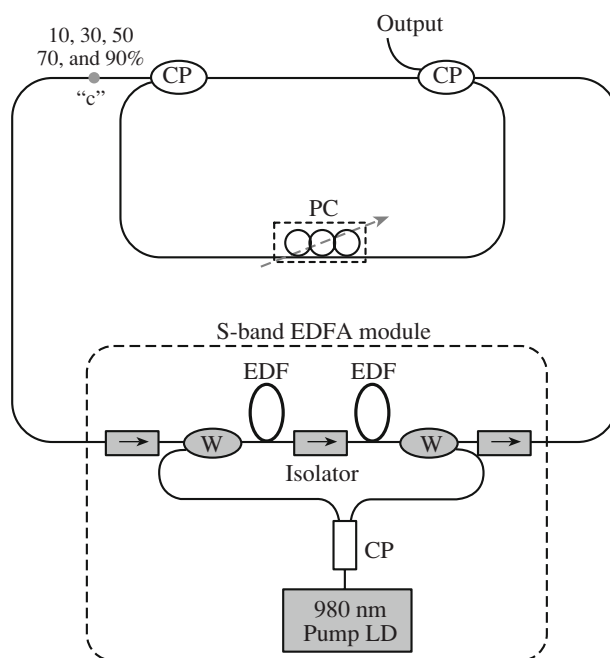 Output
10, 30, 50
70, and 90%
“c”
CP
CP
PC
S-band EDFA module
EDF
EDF
W
W
Isolator
CP
980 nm
Pump LD